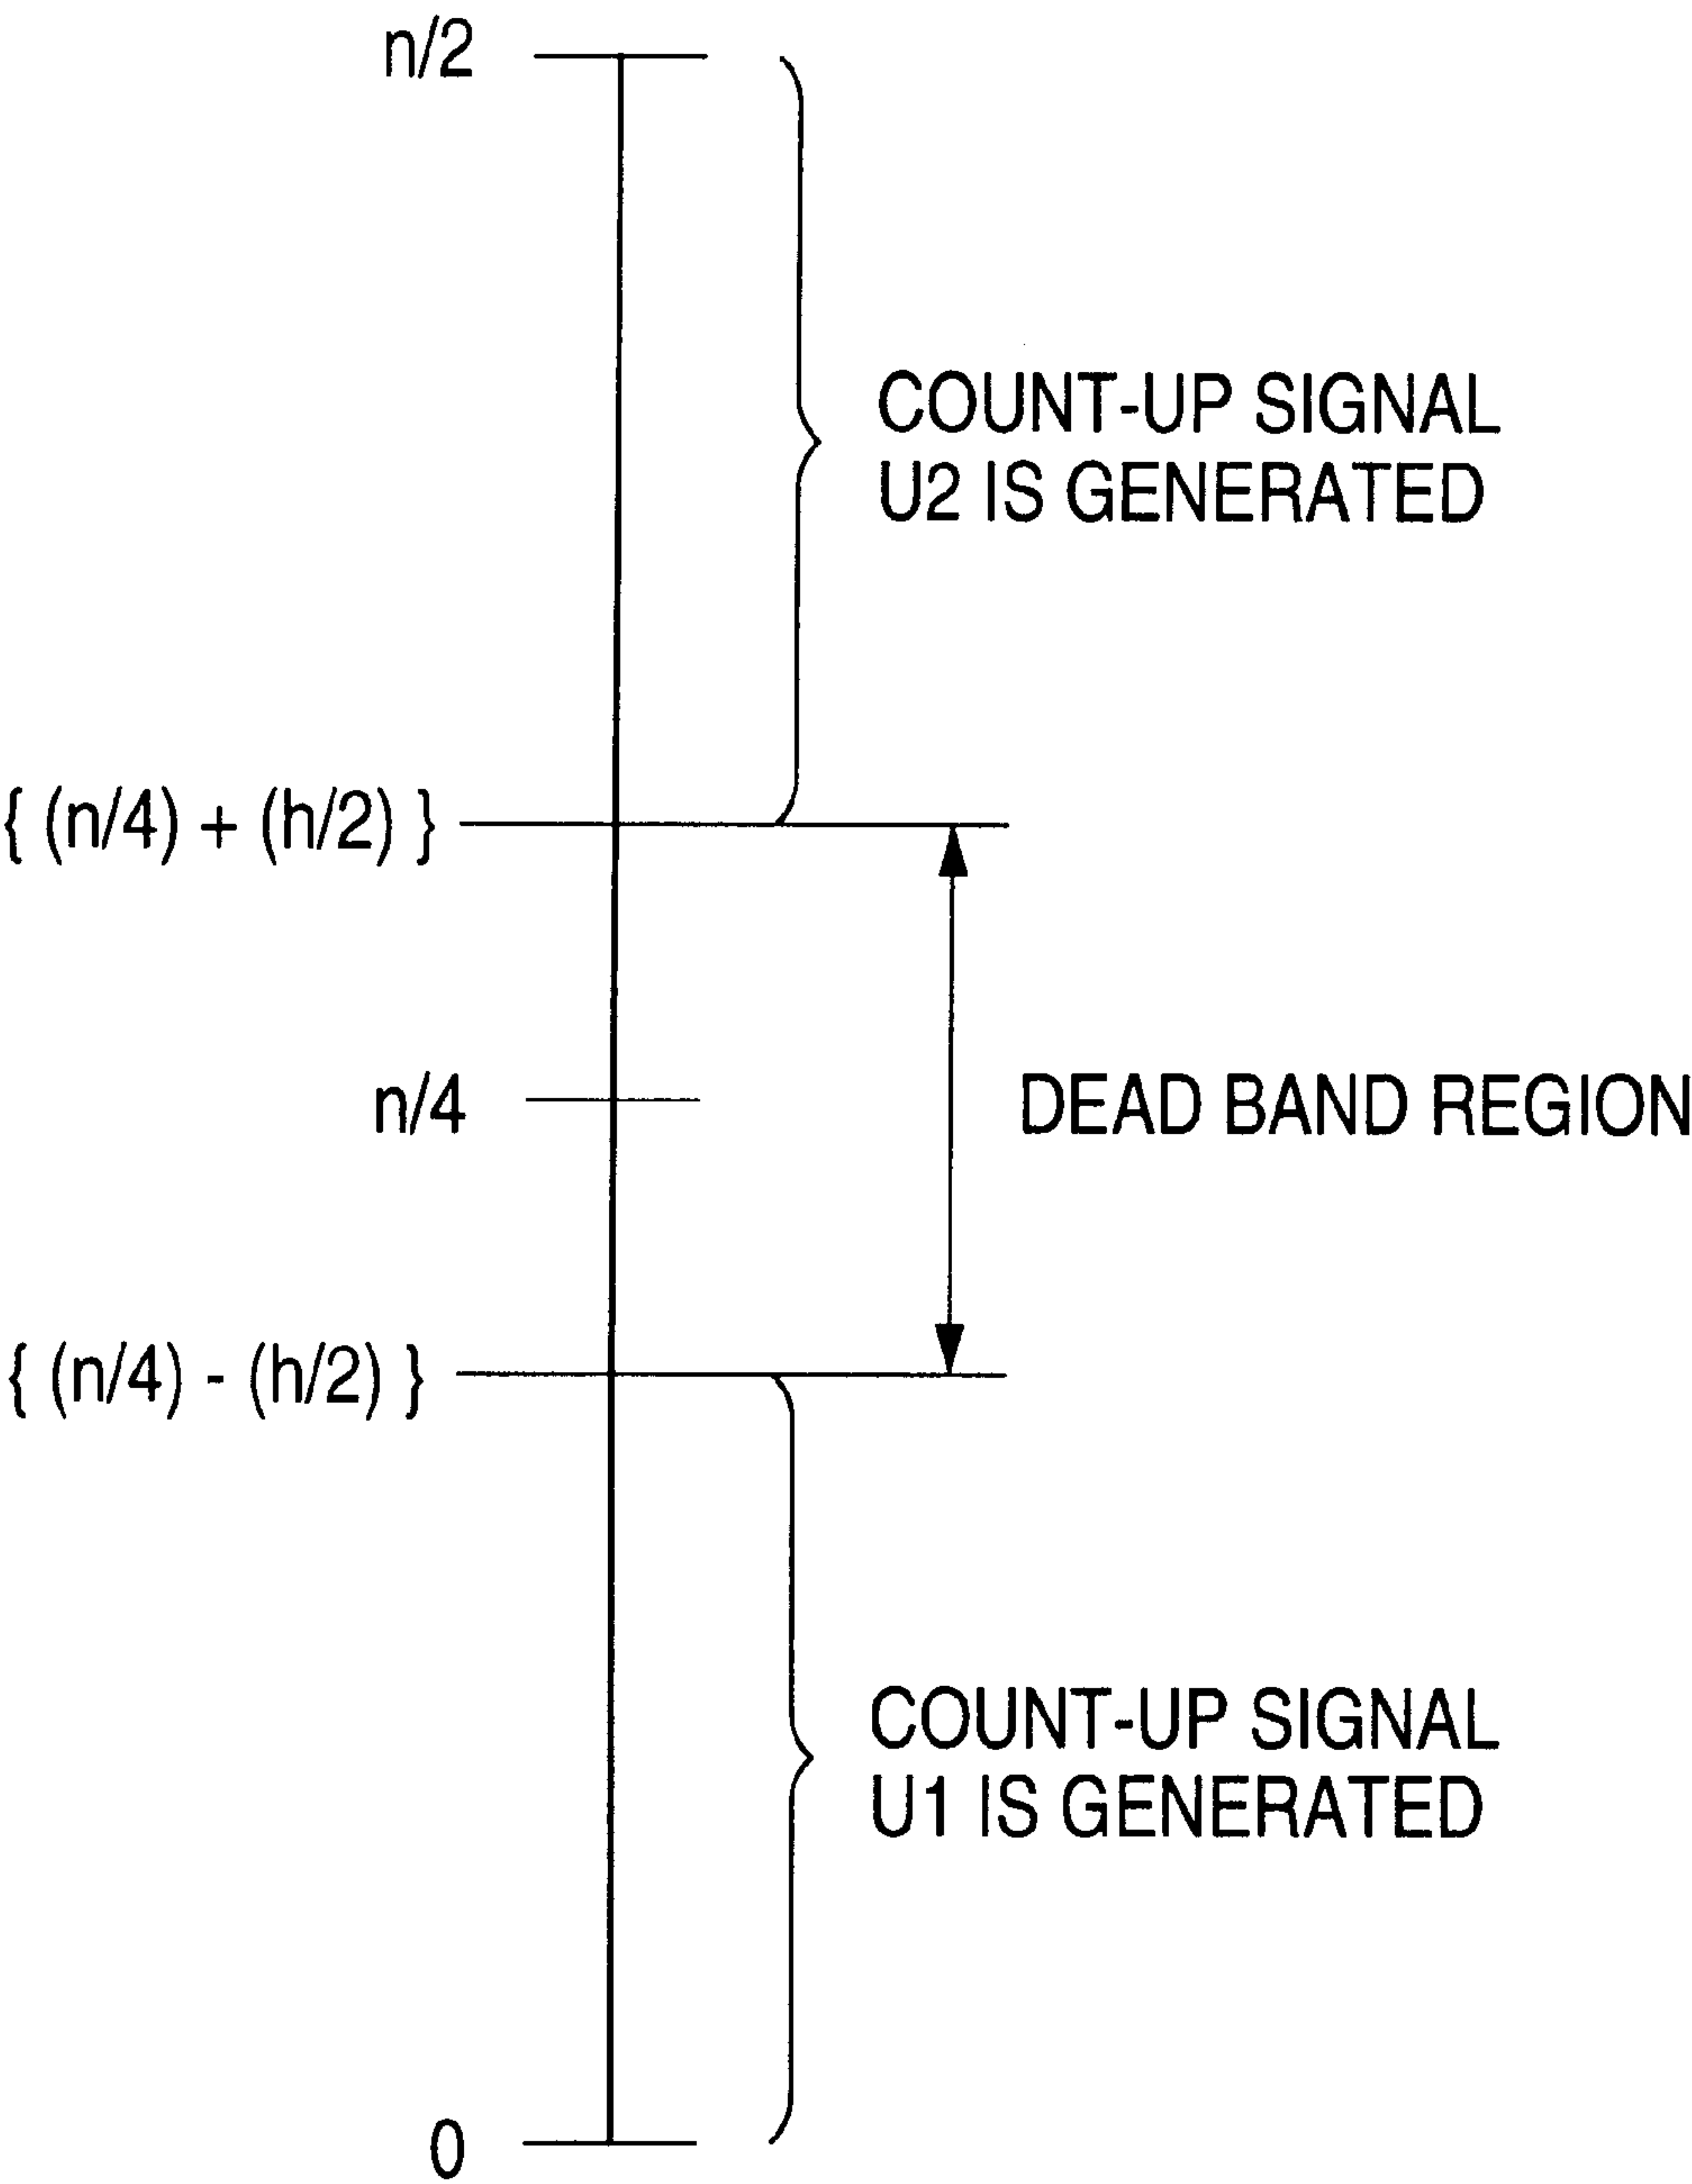 n/2
COUNT-UP SIGNAL
U2 IS GENERATED
{ (n/4) + (h/2) }
n/4
DEAD BAND REGION
{ (n/4) - (h/2) }
COUNT-UP SIGNAL
U1 IS GENERATED
0